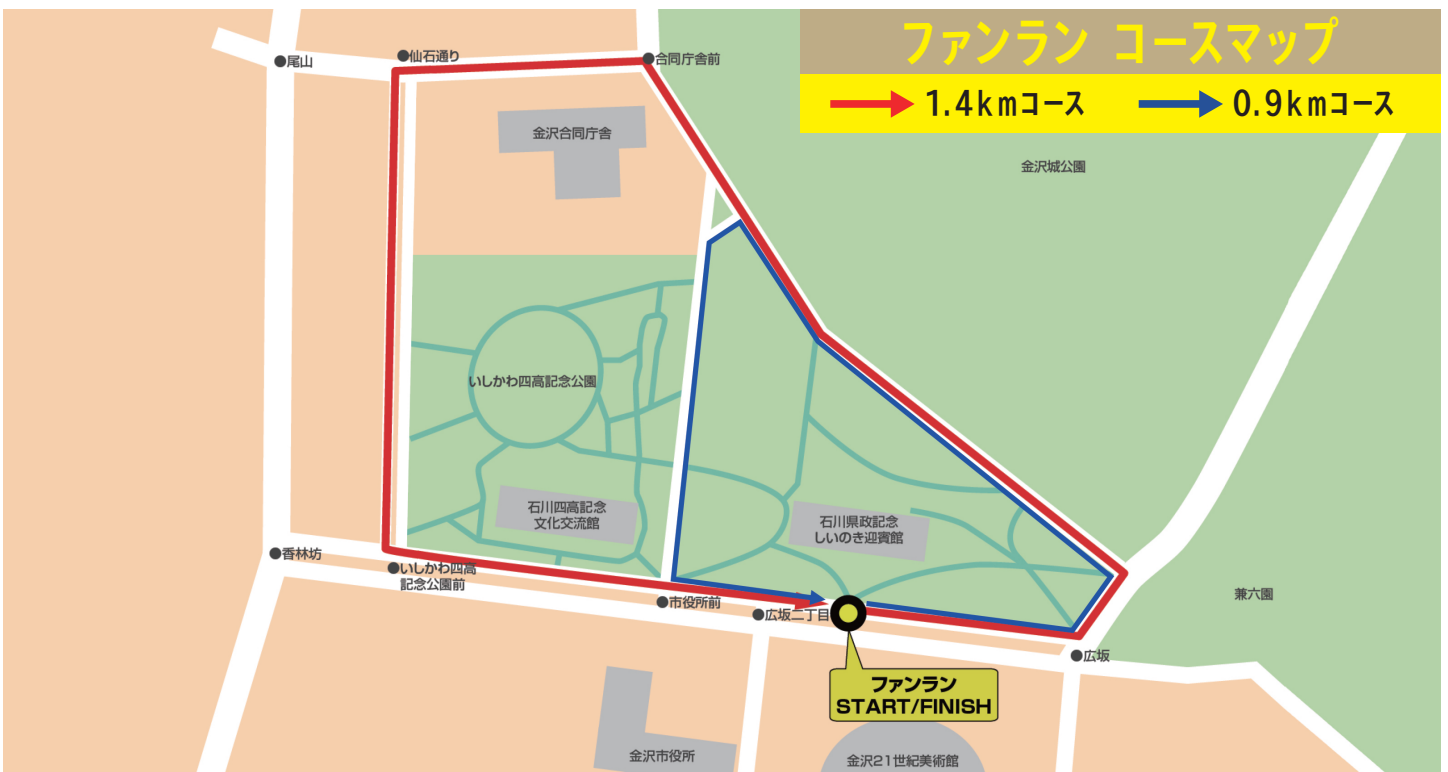 ファンラン コースマップ
1.4kmコース
0.9kmコース
●尾山
●仙石通り
●合同庁舎前
金沢合同庁舎
金沢城公園
いしかわ四高記念公園
石川四高記念
文化交流館
石川県政記念
しいのき迎賓館
●香林坊
●いしかわ四高
記念公園前
●市役所前
●広坂二丁目
兼六園
●広坂
ファンラン
START/FINISH
金沢市役所
金沢21世紀美術館